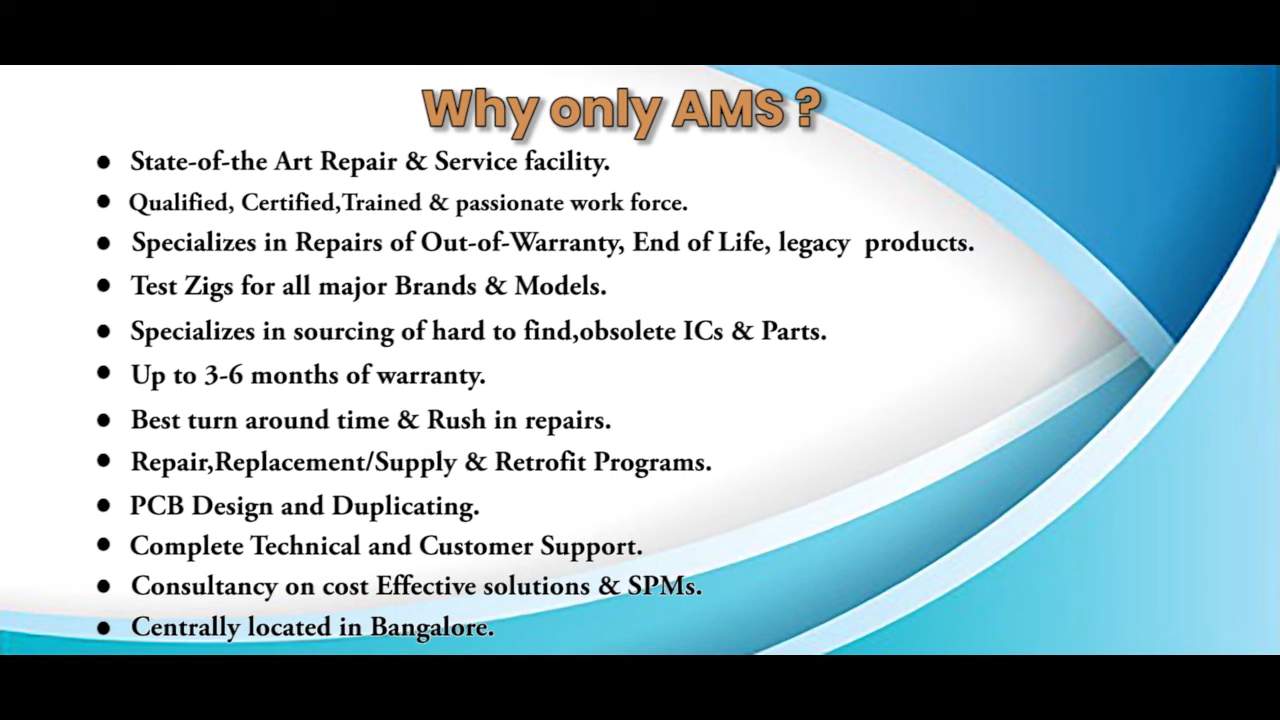 Why only AMS ?
● State-of-the Art Repair & Service facility.
● Qualified, Certified,Trained & passionate work force.
● Specializes in Repairs of Out-of-Warranty, End of Life, legacy products.
● Test Zigs for all major Brands & Models.
● Specializes in sourcing of hard to find,obsolete ICs & Parts.
● Up to 3-6 months of warranty.
● Best turn around time & Rush in repairs.
● Repair,Replacement/Supply & Retrofit Programs.
● PCB Design and Duplicating.
● Complete Technical and Customer Support.
● Consultancy on cost Effective solutions & SPMs.
● Centrally located in Bangalore.